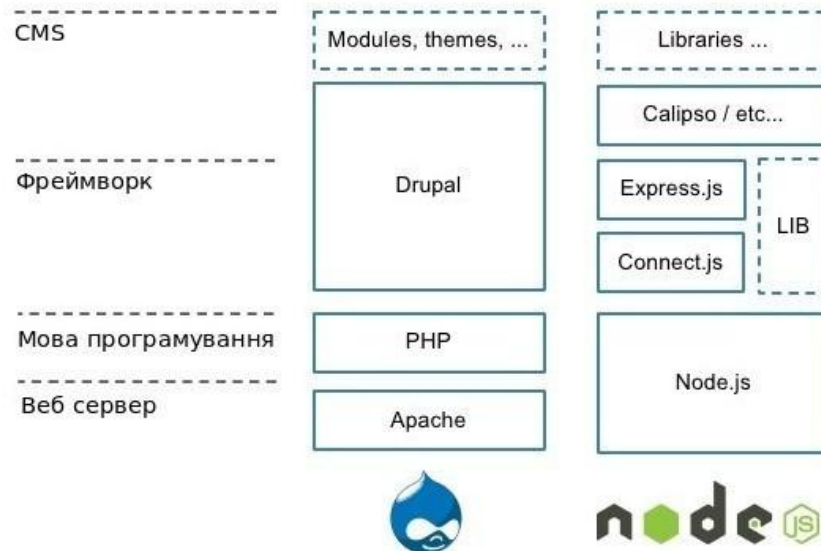 CMS
Modules, themes, ...
Libraries ...
Calipso / etc...
Фреймворк
Drupal
Express.js
LIB
Connect.js
Мова програмування
PHP
Node.js
Веб сервер
Apache
node JS